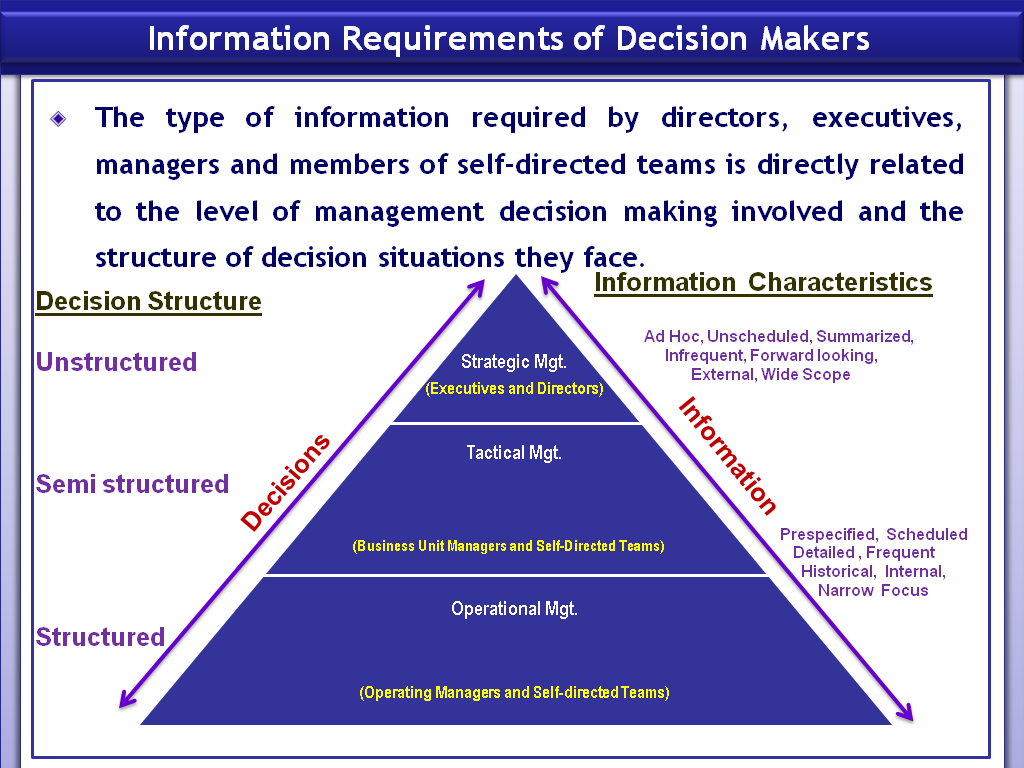 Information Requirements of Decision Makers
The type of information required by directors, executives,
managers and members of self-directed teams is directly related
to the level of management decision making involved and the
structure of decision situations they face.
Decision Structure
Unstructured
Semi structured
Structured
Decisions
Strategic Mgt.
(Executives and Directors)
Tactical Mgt.
(Business Unit Managers and Self-Directed Teams)
Operational Mgt.
(Operating Managers and Self-directed Teams)
Information
Information Characteristics
Ad Hoc, Unscheduled, Summarized,
Infrequent, Forward looking,
External, Wide Scope
Prespecified, Scheduled
Detailed , Frequent
Historical, Internal,
Narrow Focus